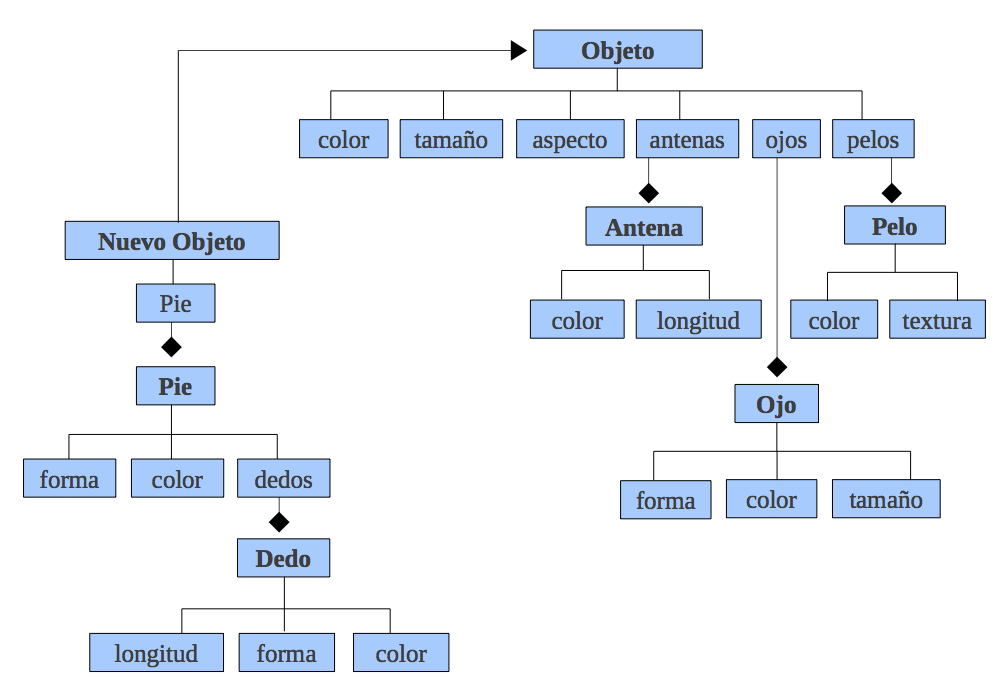 Objeto
color
tamaño
aspecto
antenas
ojos
pelos
Antena
Pelo
Nuevo Objeto
Pie
color
longitud
color
textura
Pie
Ojo
forma
color
dedos
forma
color
tamaño
Dedo
longitud
forma
color